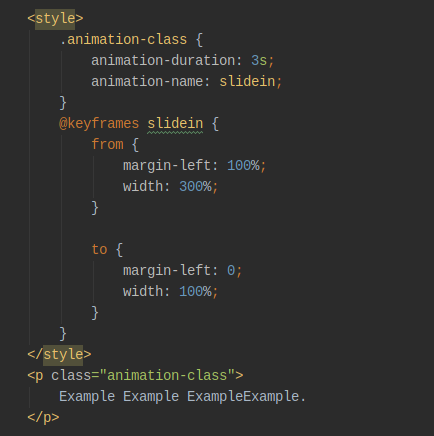 <style>
.animation-class {
animation-duration: 3s;
animation-name: slidein;
}
@keyframes slidein {
from {
margin-left: 100%;
width: 300%;
}
to {
margin-left: 0;
width: 100%;
}
}
</style>
<p class="animation-class">
Example Example ExampleExample.
</p>